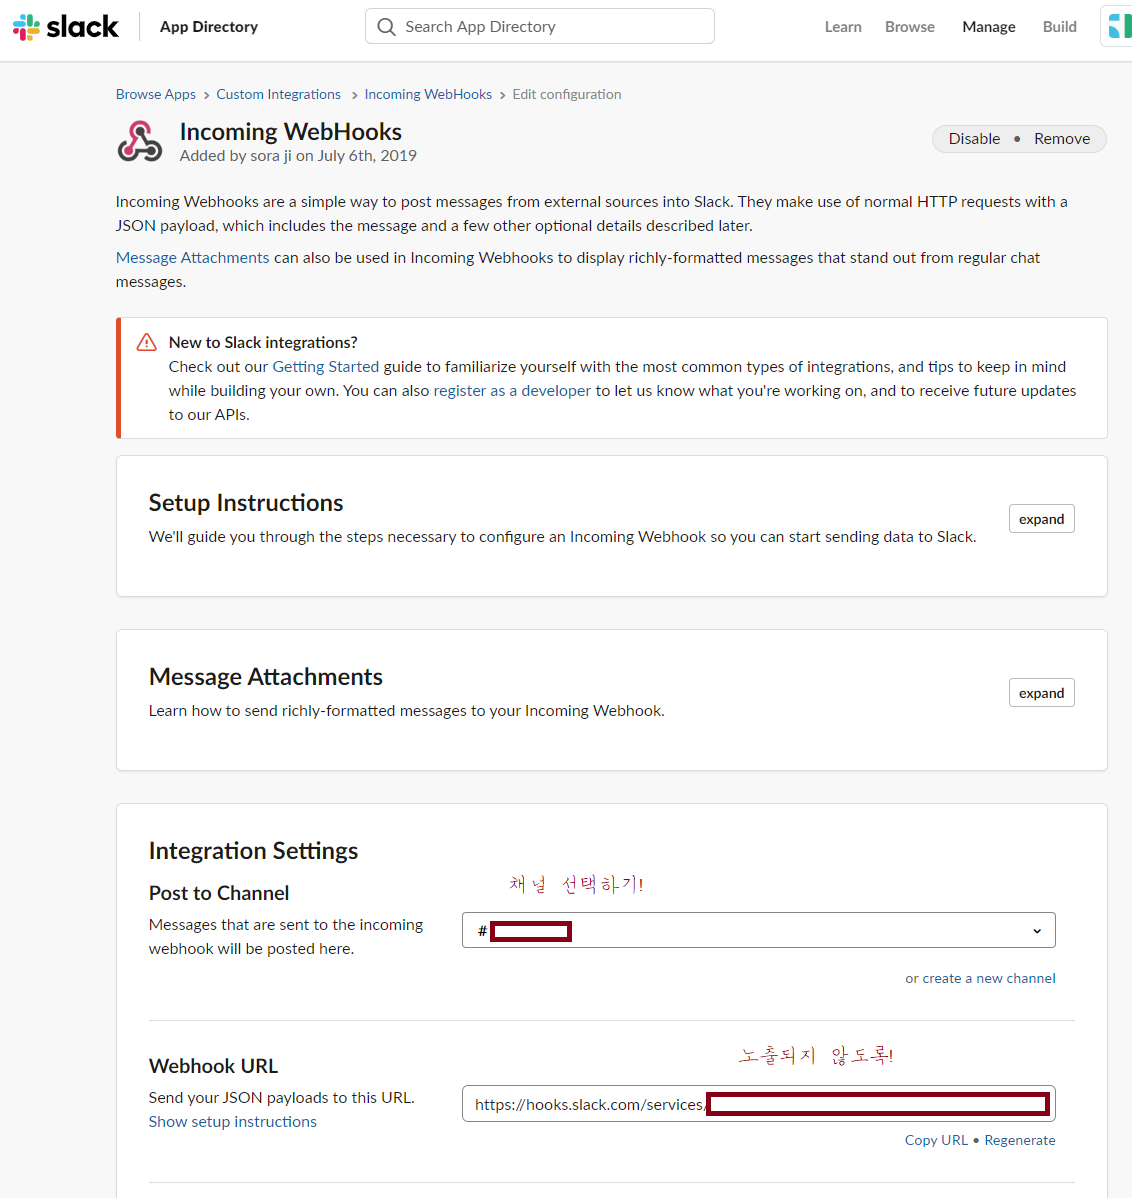 slack
App Directory
Search App Directory
Learn
Browse
Manage
Build
Browse Apps > Custom Integrations > Incoming WebHooks > Edit configuration
Incoming WebHooks
Added by sora ji on July 6th, 2019
Disable • Remove
Incoming Webhooks are a simple way to post messages from external sources into Slack. They make use of normal HTTP requests with a
JSON payload, which includes the message and a few other optional details described later.
Message Attachments can also be used in Incoming Webhooks to display richly-formatted messages that stand out from regular chat
messages.
New to Slack integrations?
Check out our Getting Started guide to familiarize yourself with the most common types of integrations, and tips to keep in mind
while building your own. You can also register as a developer to let us know what you're working on, and to receive future updates
to our APIs.
Setup Instructions
We'll guide you through the steps necessary to configure an Incoming Webhook so you can start sending data to Slack.
expand
Message Attachments
Learn how to send richly-formatted messages to your Incoming Webhook.
expand
Integration Settings
채널 선택하기!
Post to Channel
Messages that are sent to the incoming
webhook will be posted here.
#
or create a new channel
노출되지 않도록!
Webhook URL
Send your JSON payloads to this URL.
Show setup instructions
https://hooks.slack.com/services/
Copy URL • Regenerate